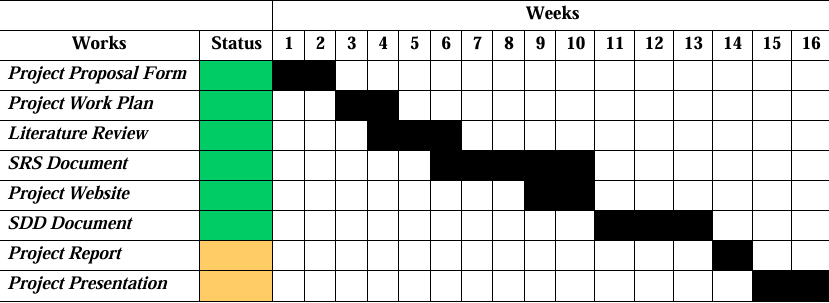 Weeks
Works Status 1 2 3 4 5 6 7 8 9 10 11 12 13 14 15 16
Project Proposal Form
Project Work Plan
Literature Review
SRS Document
Project Website
SDD Document
Project Report
Project Presentation